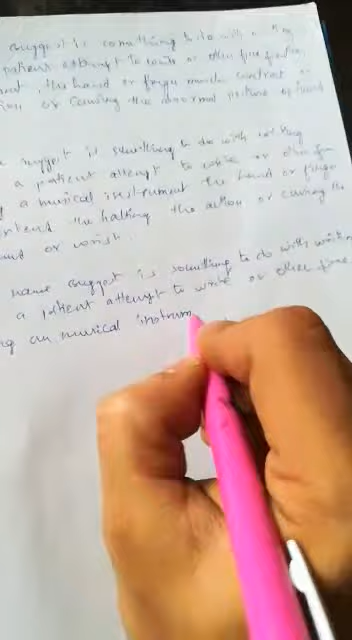 suggest is something to do with
patient attempt to write or other fine
the hand or finger muscle contract or
or causing the abnormal posture of hand
suggest is something to do with writing
a patient attempt to write or other fine
a musical instrument the hand or finger
the halting the action or causing the
or wrist.
name suggest is something to do with writin
a patient attempt to write or other fine
an musical instrum